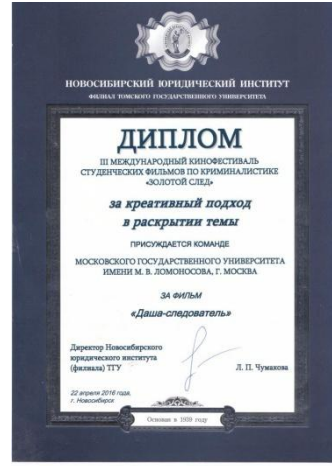 НОВОСИБИРСКИЙ ЮРИДИЧЕСКИЙ ИНСТИТУТ
ФИЛИАЛ ТОМСКОГО ГОСУДАРСТВЕННОГО УНИВЕРСИТЕТА
ДИПЛОМ
III МЕЖДУНАРОДНЫЙ КИНОФЕСТИВАЛЬ
СТУДЕНЧЕСКИХ ФИЛЬМОВ ПО КРИМИНАЛИСТИКЕ
«ЗОЛОТОЙ СЛЕД»
за креативный подход
в раскрытии темы
ПРИСУЖДАЕТСЯ КОМАНДЕ
МОСКОВСКОГО ГОСУДАРСТВЕННОГО УНИВЕРСИТЕТА
ИМЕНИ М. В. ЛОМОНОСОВА, Г. МОСКВА
ЗА ФИЛЬМ
«Даша-следователь»
Директор Новосибирского
юридического института
(филиала) ТГУ
Л. П. Чумакова
22 апреля 2016 года,
г. Новосибирск
Основан в 1939 году